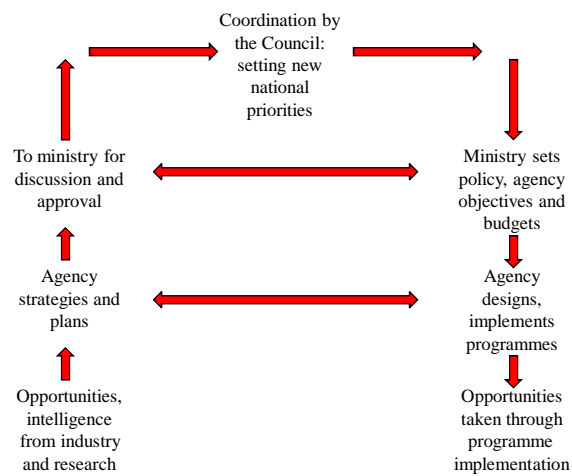 Coordination by
the Council:
setting new
national
priorities
To ministry for
discussion and
approval
Ministry sets
policy, agency
objectives and
budgets
Agency
strategies and
plans
Agency
designs,
implements
programmes
Opportunities,
intelligence
from industry
and research
Opportunities
taken through
programme
implementation